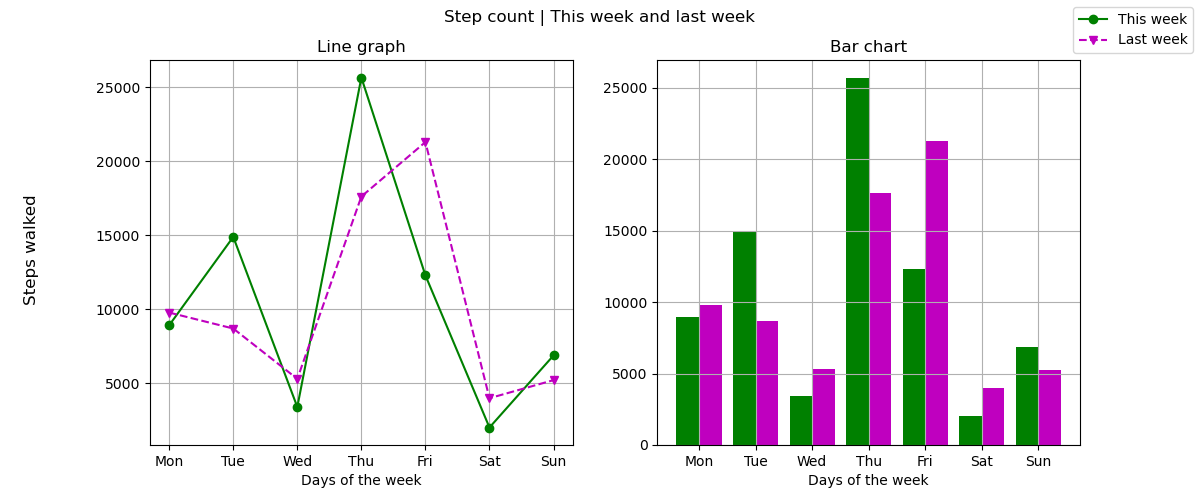 Step count | This week and last week
This week
Last week
Line graph
Steps walked
25000
20000
15000
10000
5000
Mon Tue Wed Thu Fri Sat Sun
Days of the week
Bar chart
25000
20000
15000
10000
5000
0
Mon Tue Wed Thu Fri Sat Sun
Days of the week